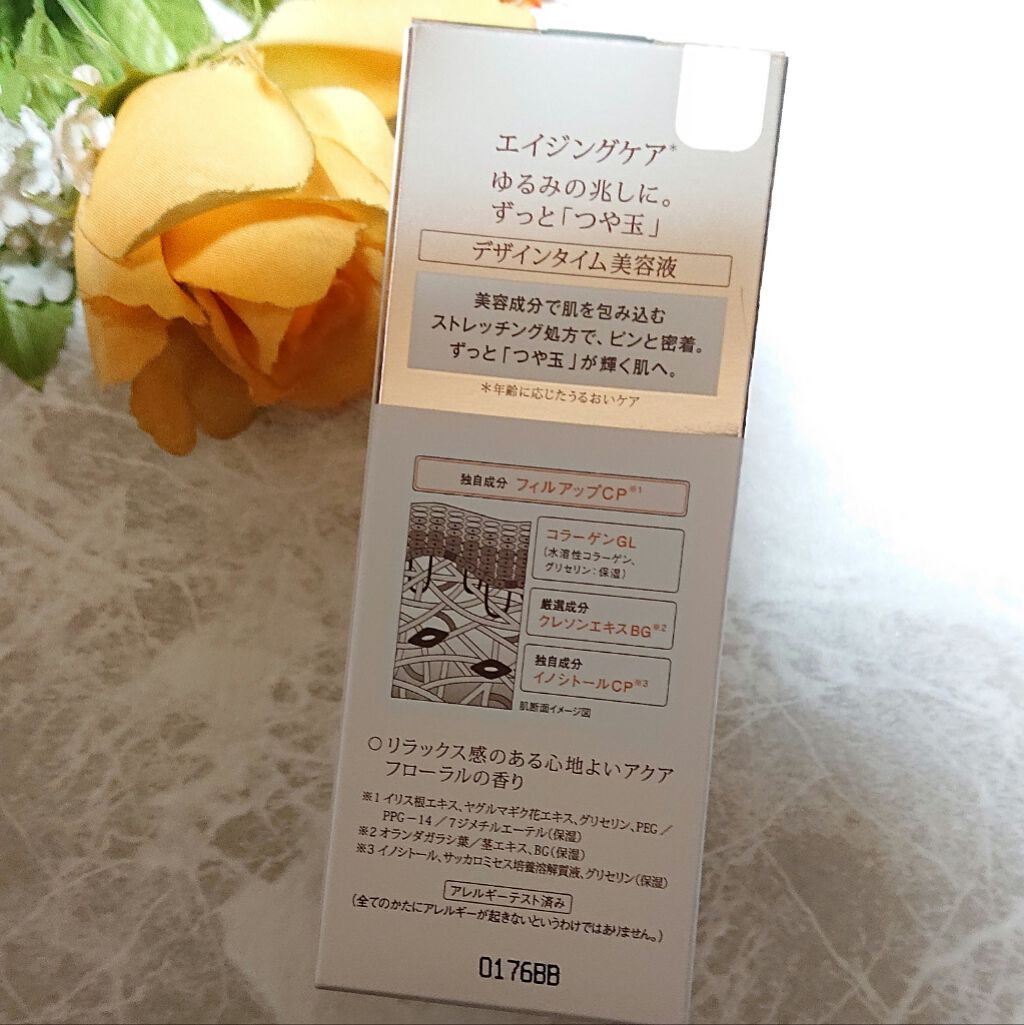 エイジングケア*
ゆるみの兆しに。
ずっと「つや玉」
デザインタイム美容液
美容成分で肌を包み込む
ストレッチング処方で、ピンと密着。
ずっと「つや玉」が輝く肌へ。
*年齢に応じたうるおいケア
独自成分 フィルアップCP※1
コラーゲンGL
(水溶性コラーゲン、
グリセリン:保湿)
厳選成分
クレソンエキスBG※2
独自成分
イノシトールCP※3
肌断面イメージ図
○リラックス感のある心地よいアクア
フローラルの香り
※1 イリス根エキス、ヤグルマギク花エキス、グリセリン、PEG/
PPG-14/7ジメチルエーテル(保湿)
※2 オランダガラシ葉/茎エキス、BG(保湿)
※3 イノシトール、サッカロミセス培養溶解質液、グリセリン(保湿)
アレルギーテスト済み
(全てのかたにアレルギーが起きないというわけではありません。)
0176BB